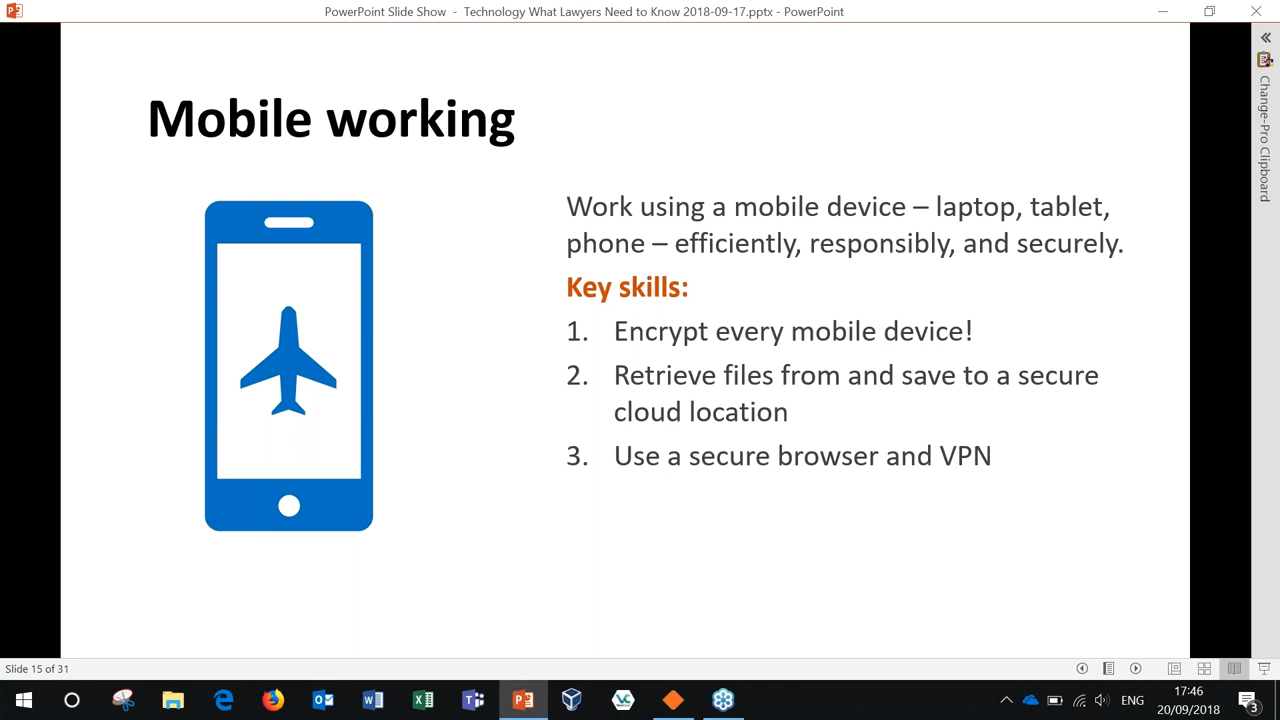 PowerPoint Slide Show - Technology What Lawyers Need to Know 2018-09-17.pptx - PowerPoint
Change-Pro Clipboard
Mobile working
Work using a mobile device – laptop, tablet,
phone – efficiently, responsibly, and securely.
Key skills:
1. Encrypt every mobile device!
2. Retrieve files from and save to a secure
cloud location
3. Use a secure browser and VPN
Slide 15 of 31
ENG
17:46
20/09/2018
3